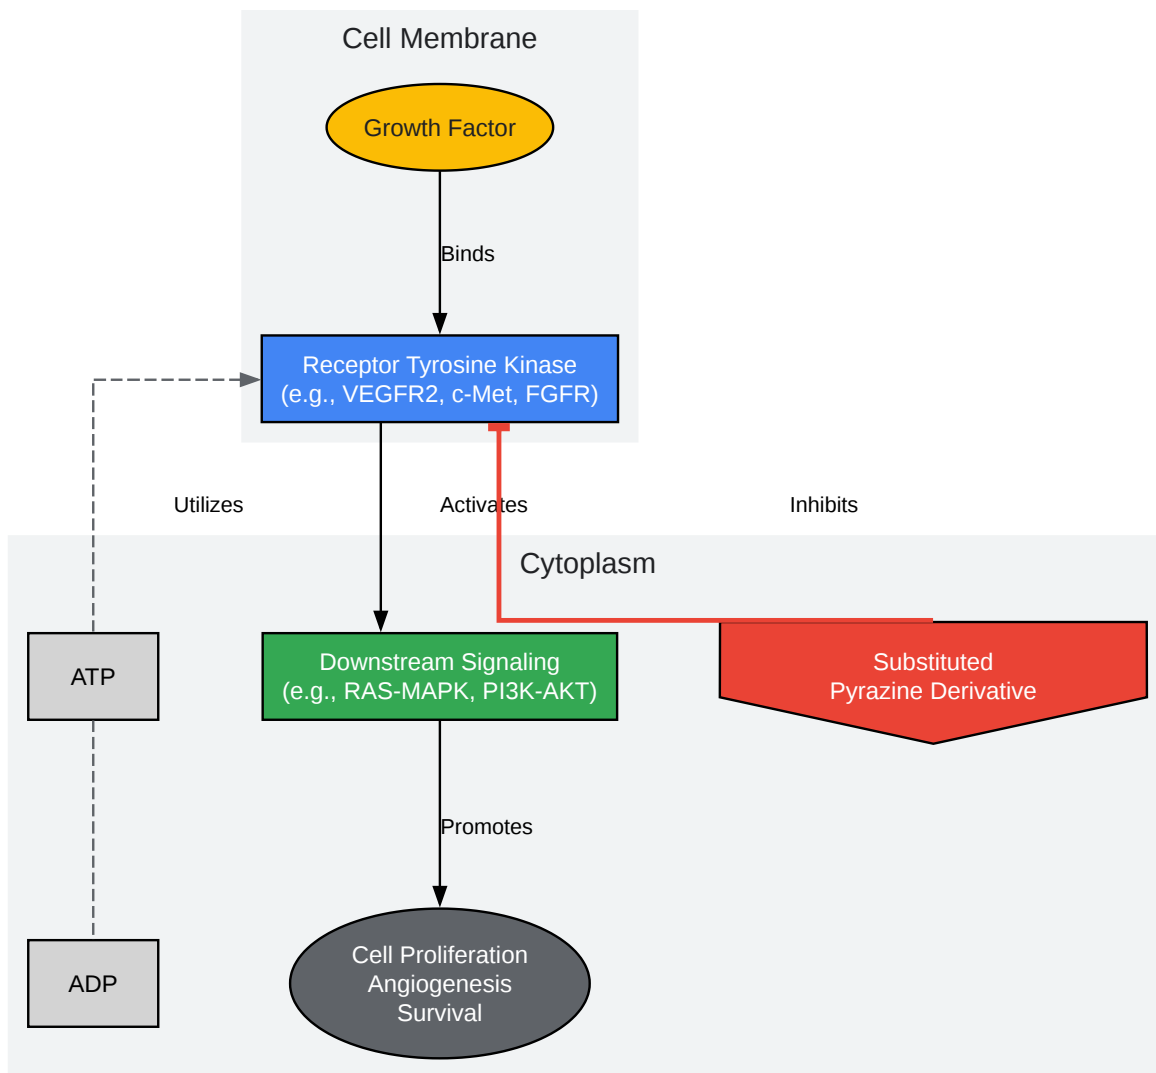 Cell Membrane
Growth Factor
Binds
Receptor Tyrosine Kinase
(e.g., VEGFR2, c-Met, FGFR)
Utilizes
Activates
Inhibits
Cytoplasm
ATP
Downstream Signaling
(e.g., RAS-MAPK, PI3K-AKT)
Substituted
Pyrazine Derivative
Promotes
ADP
Cell Proliferation
Angiogenesis
Survival